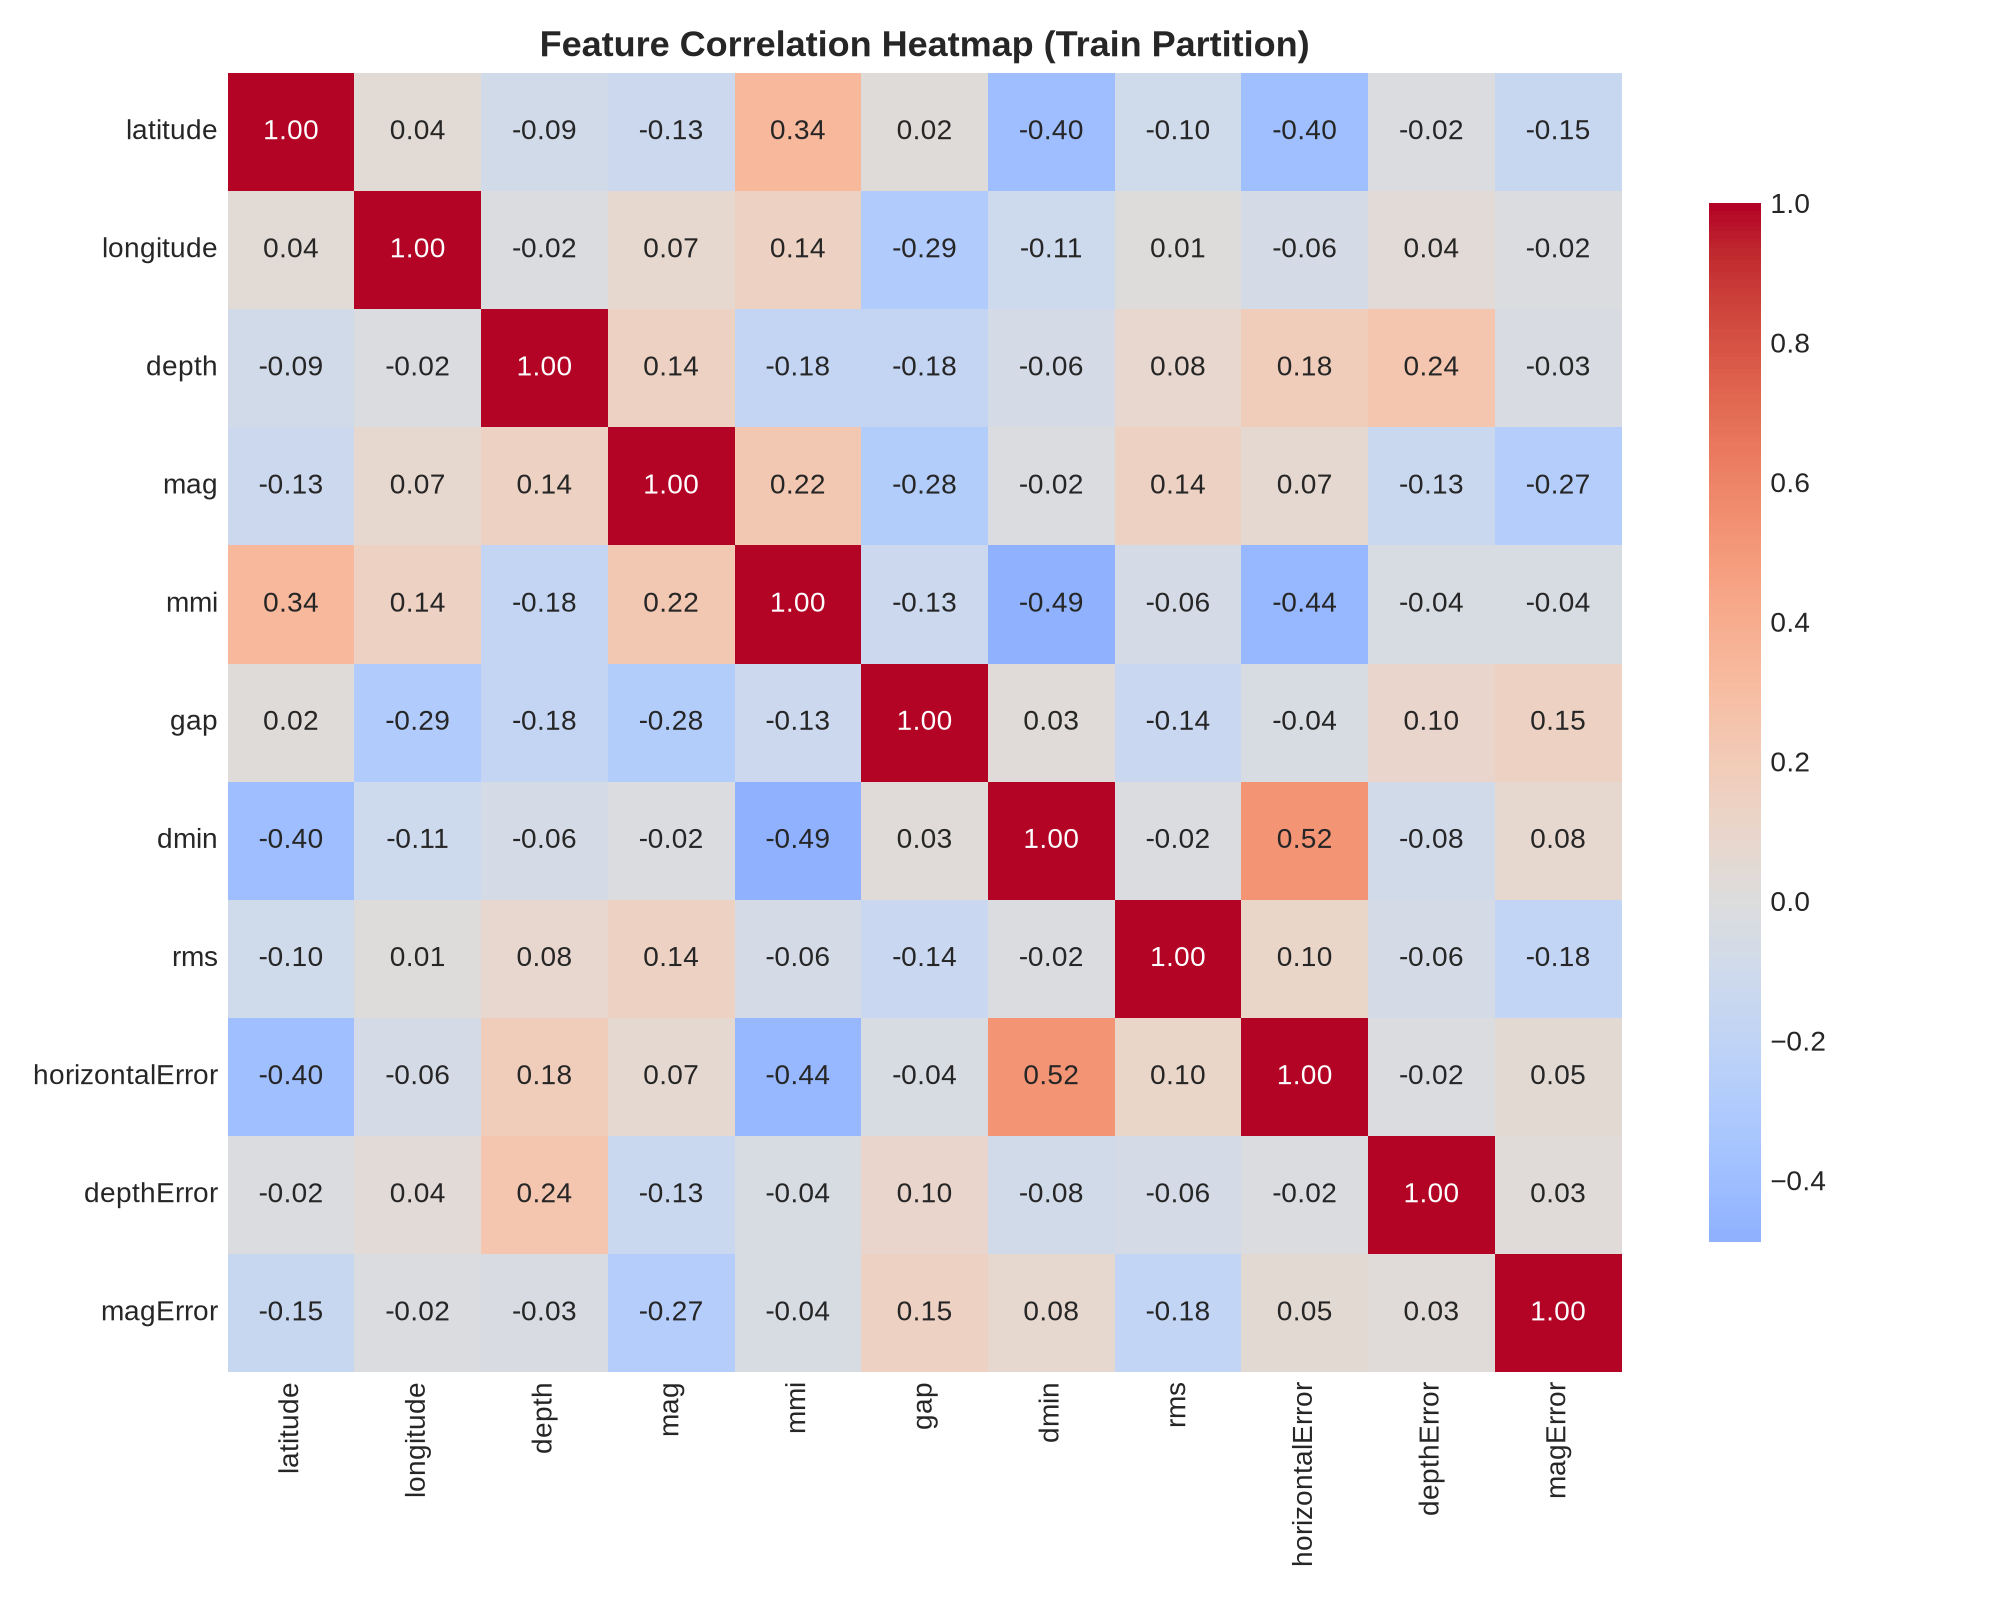 Feature Correlation Heatmap (Train Partition)
latitude 1.00 0.04 -0.09 -0.13 0.34 0.02 -0.40 -0.10 -0.40 -0.02 -0.15
1.0
longitude 0.04 1.00 -0.02 0.07 0.14 -0.29 -0.11 0.01 -0.06 0.04 -0.02
0.8
depth -0.09 -0.02 1.00 0.14 -0.18 -0.18 -0.06 0.08 0.18 0.24 -0.03
mag -0.13 0.07 0.14 1.00 0.22 -0.28 -0.02 0.14 0.07 -0.13 -0.27
0.6
mmi 0.34 0.14 -0.18 0.22 1.00 -0.13 -0.49 -0.06 -0.44 -0.04 -0.04
0.4
gap 0.02 -0.29 -0.18 -0.28 -0.13 1.00 0.03 -0.14 -0.04 0.10 0.15
0.2
dmin -0.40 -0.11 -0.06 -0.02 -0.49 0.03 1.00 -0.02 0.52 -0.08 0.08
0.0
rms -0.10 0.01 0.08 0.14 -0.06 -0.14 -0.02 1.00 0.10 -0.06 -0.18
−0.2
horizontalError -0.40 -0.06 0.18 0.07 -0.44 -0.04 0.52 0.10 1.00 -0.02 0.05
−0.4
depthError -0.02 0.04 0.24 -0.13 -0.04 0.10 -0.08 -0.06 -0.02 1.00 0.03
magError -0.15 -0.02 -0.03 -0.27 -0.04 0.15 0.08 -0.18 0.05 0.03 1.00
latitude
longitude
depth
mag
mmi
gap
dmin
rms
horizontalError
depthError
magError